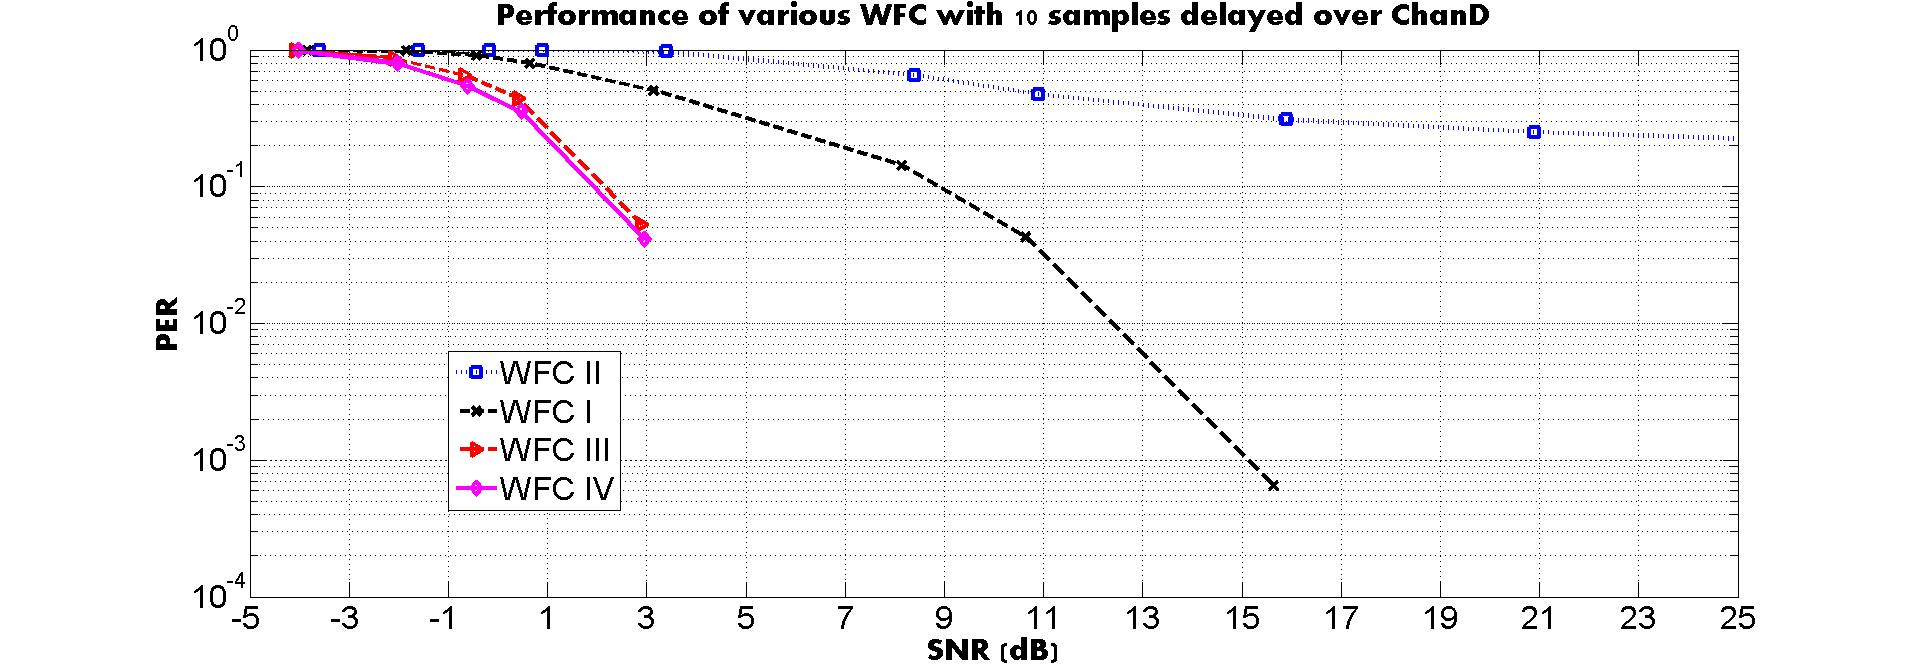 Performance of various WFC with 10 samples delayed over ChanD
PER
10^0
10^-1
10^-2
10^-3
10^-4
WFC II
WFC I
WFC III
WFC IV
-5 -3 -1 1 3 5 7 9 11 13 15 17 19 21 23 25
SNR (dB)